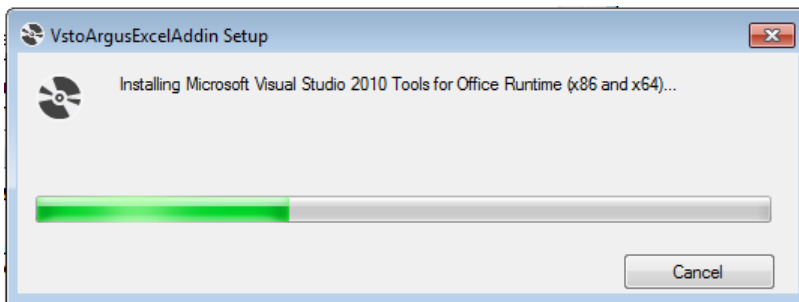 VstoArgusExcelAddin Setup
Installing Microsoft Visual Studio 2010 Tools for Office Runtime (x86 and x64)...
Cancel